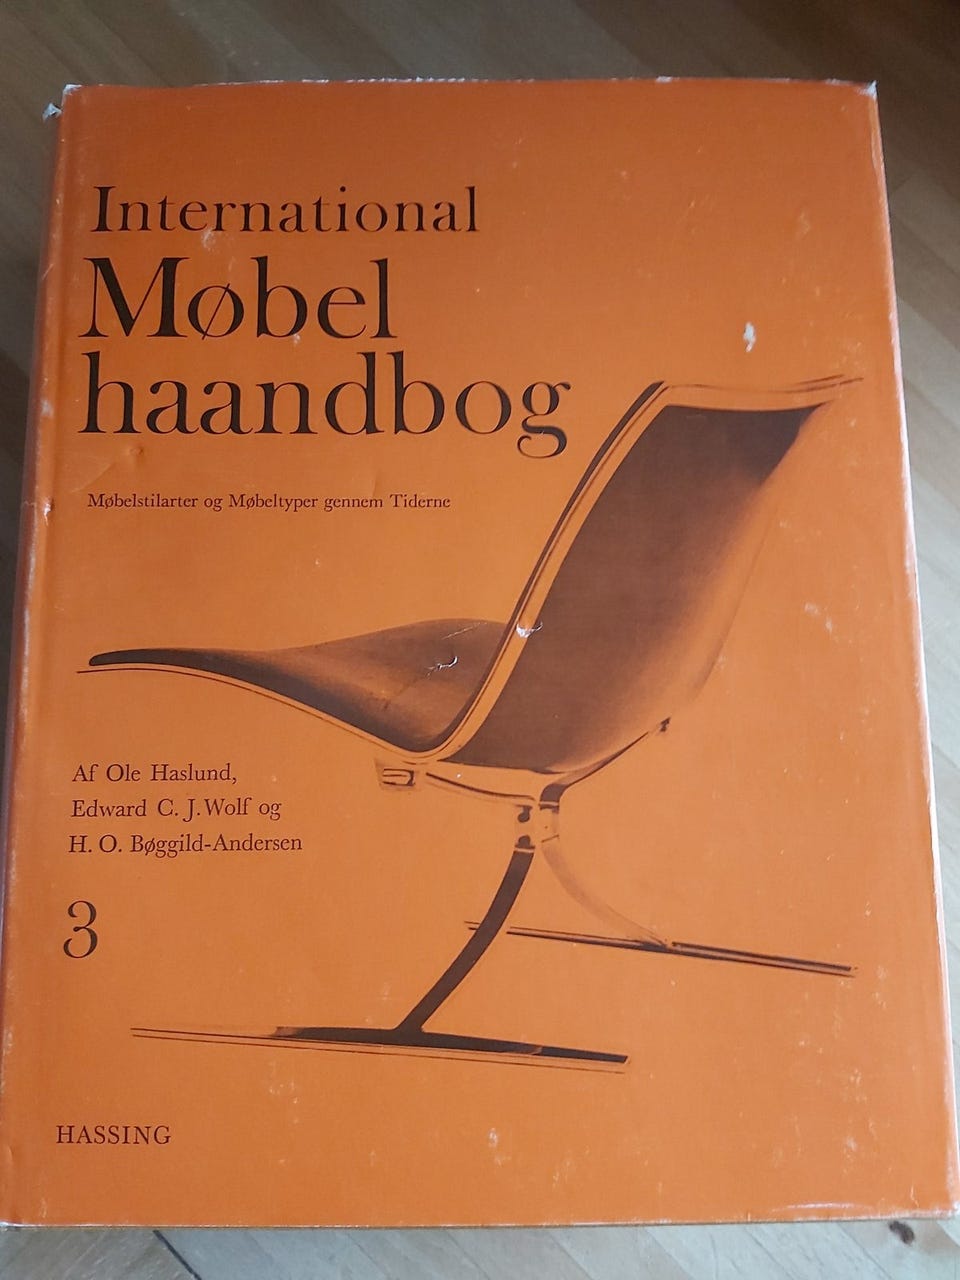 International
Møbel
haandbog
Møbelstilarter og Møbeltyper gennem Tiderne
Af Ole Haslund,
Edward C. J. Wolf og
H. O. Bøggild-Andersen
3
HASSING